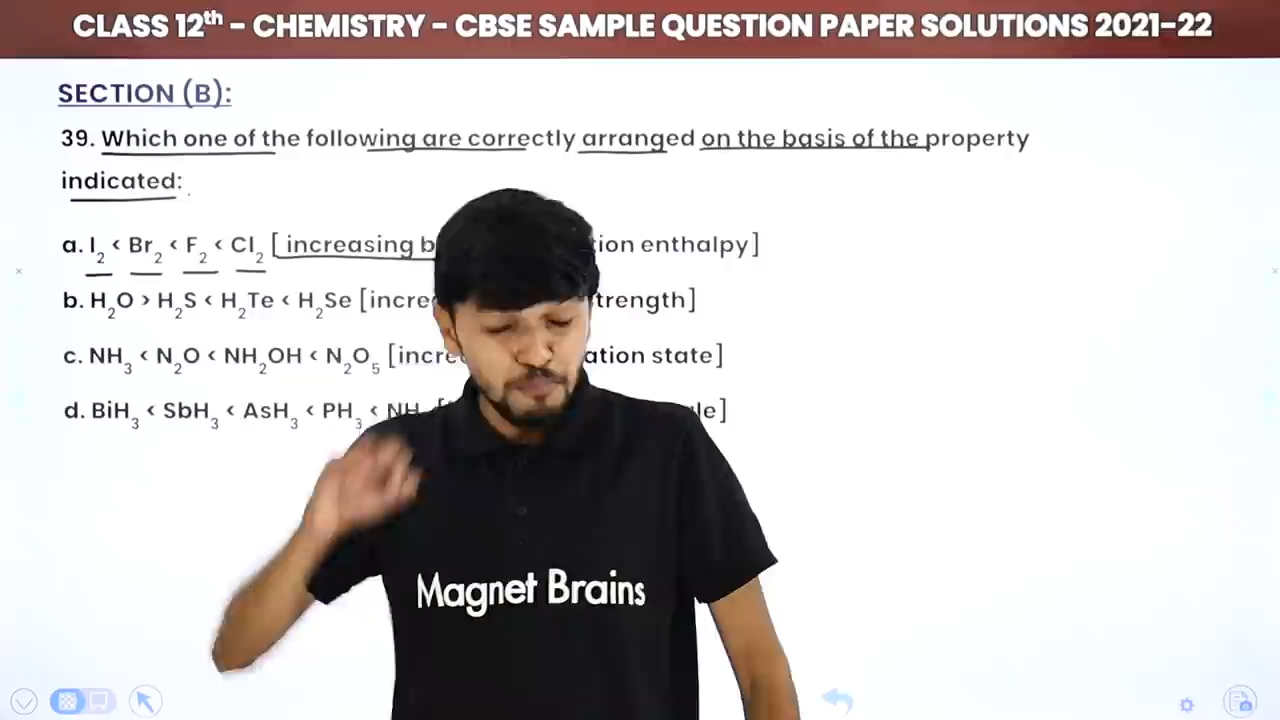 CLASS 12th - CHEMISTRY - CBSE SAMPLE QUESTION PAPER SOLUTIONS 2021-22
SECTION (B):
39. Which one of the following are correctly arranged on the basis of the property
indicated:
a. I2 < Br2 < F2 < Cl2 [ increasing b tion enthalpy]
b. H2O > H2S < H2Te < H2Se [incre trength]
c. NH3 < N2O < NH2OH < N2O5 [incre ation state]
d. BiH3 < SbH3 < AsH3 < PH3 < NH le]
Magnet Brains